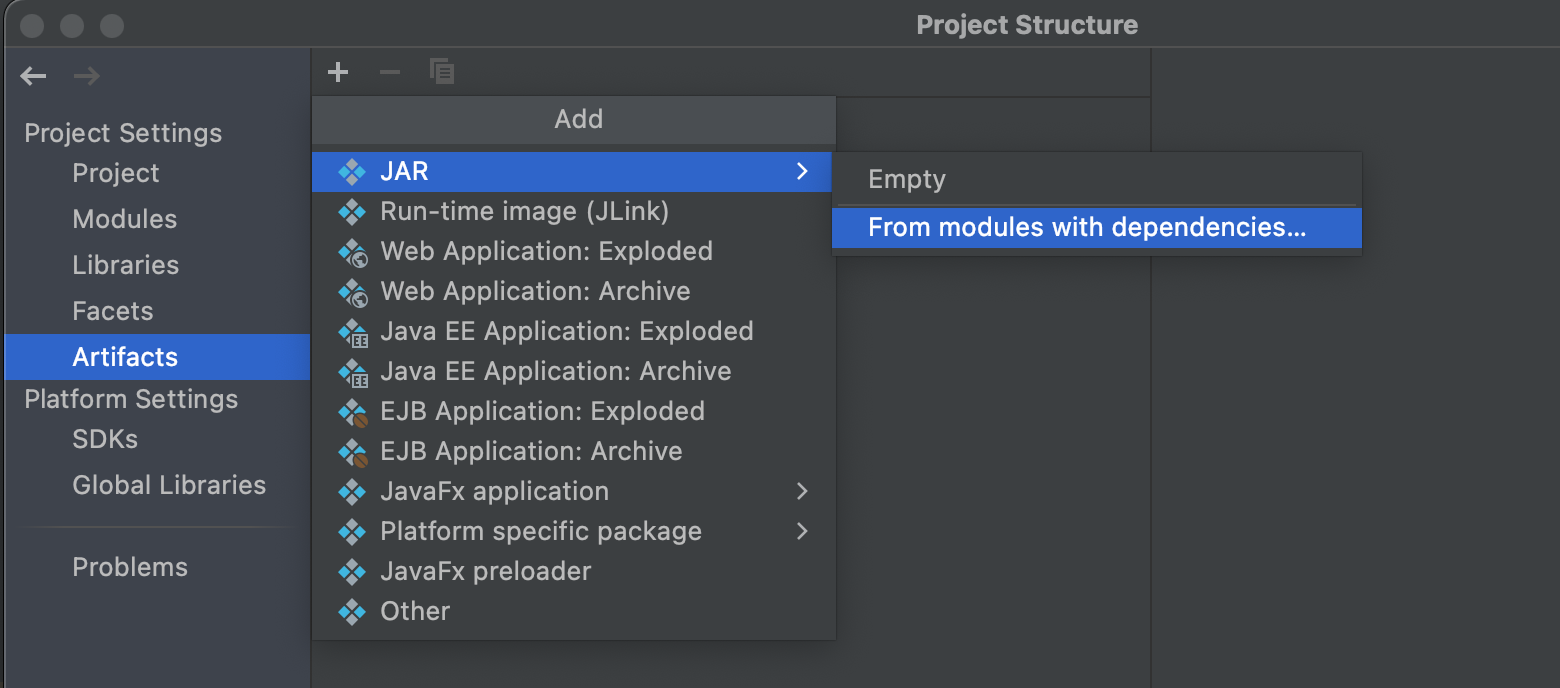 Project Structure
Project Settings
Project
Modules
Libraries
Facets
Artifacts
Platform Settings
SDKs
Global Libraries
Problems
Add
JAR
Run-time image (JLink)
Web Application: Exploded
Web Application: Archive
Java EE Application: Exploded
Java EE Application: Archive
EJB Application: Exploded
EJB Application: Archive
JavaFx application
Platform specific package
JavaFx preloader
Other
Empty
From modules with dependencies...